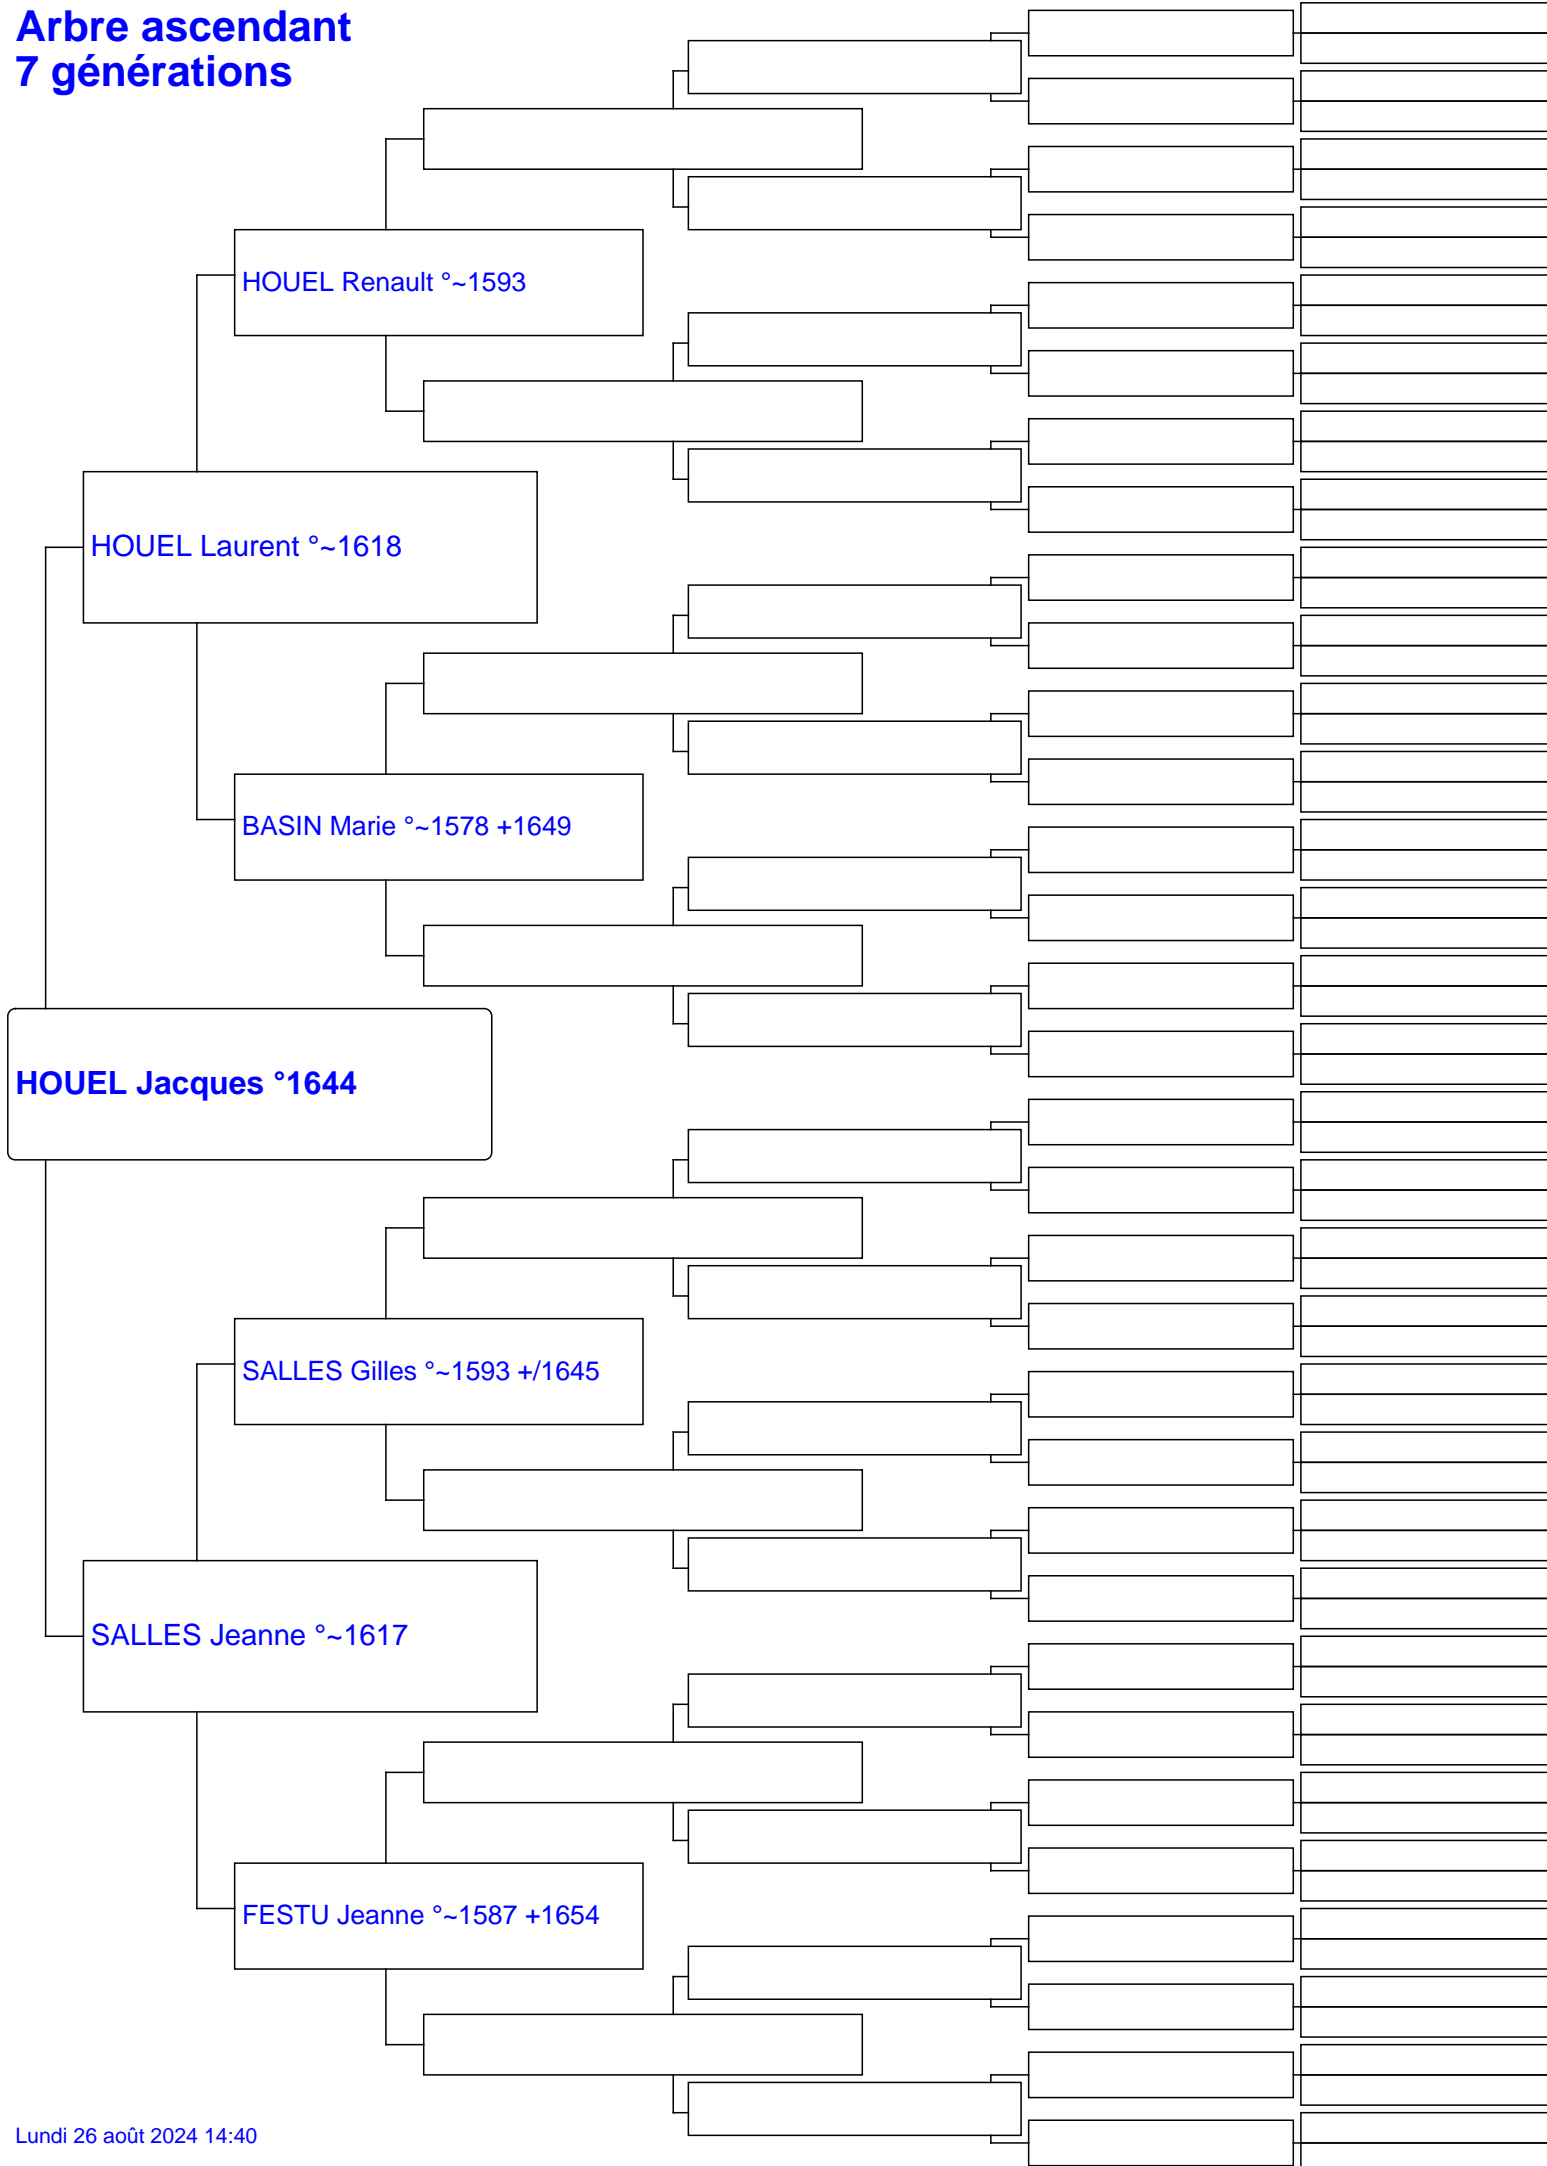 Arbre ascendant
7 générations
HOUEL Renault °~1593
HOUEL Laurent °~1618
BASIN Marie °~1578 +1649
HOUEL Jacques °1644
SALLES Gilles °~1593 +/1645
SALLES Jeanne °~1617
FESTU Jeanne °~1587 +1654
Lundi 26 août 2024 14:40